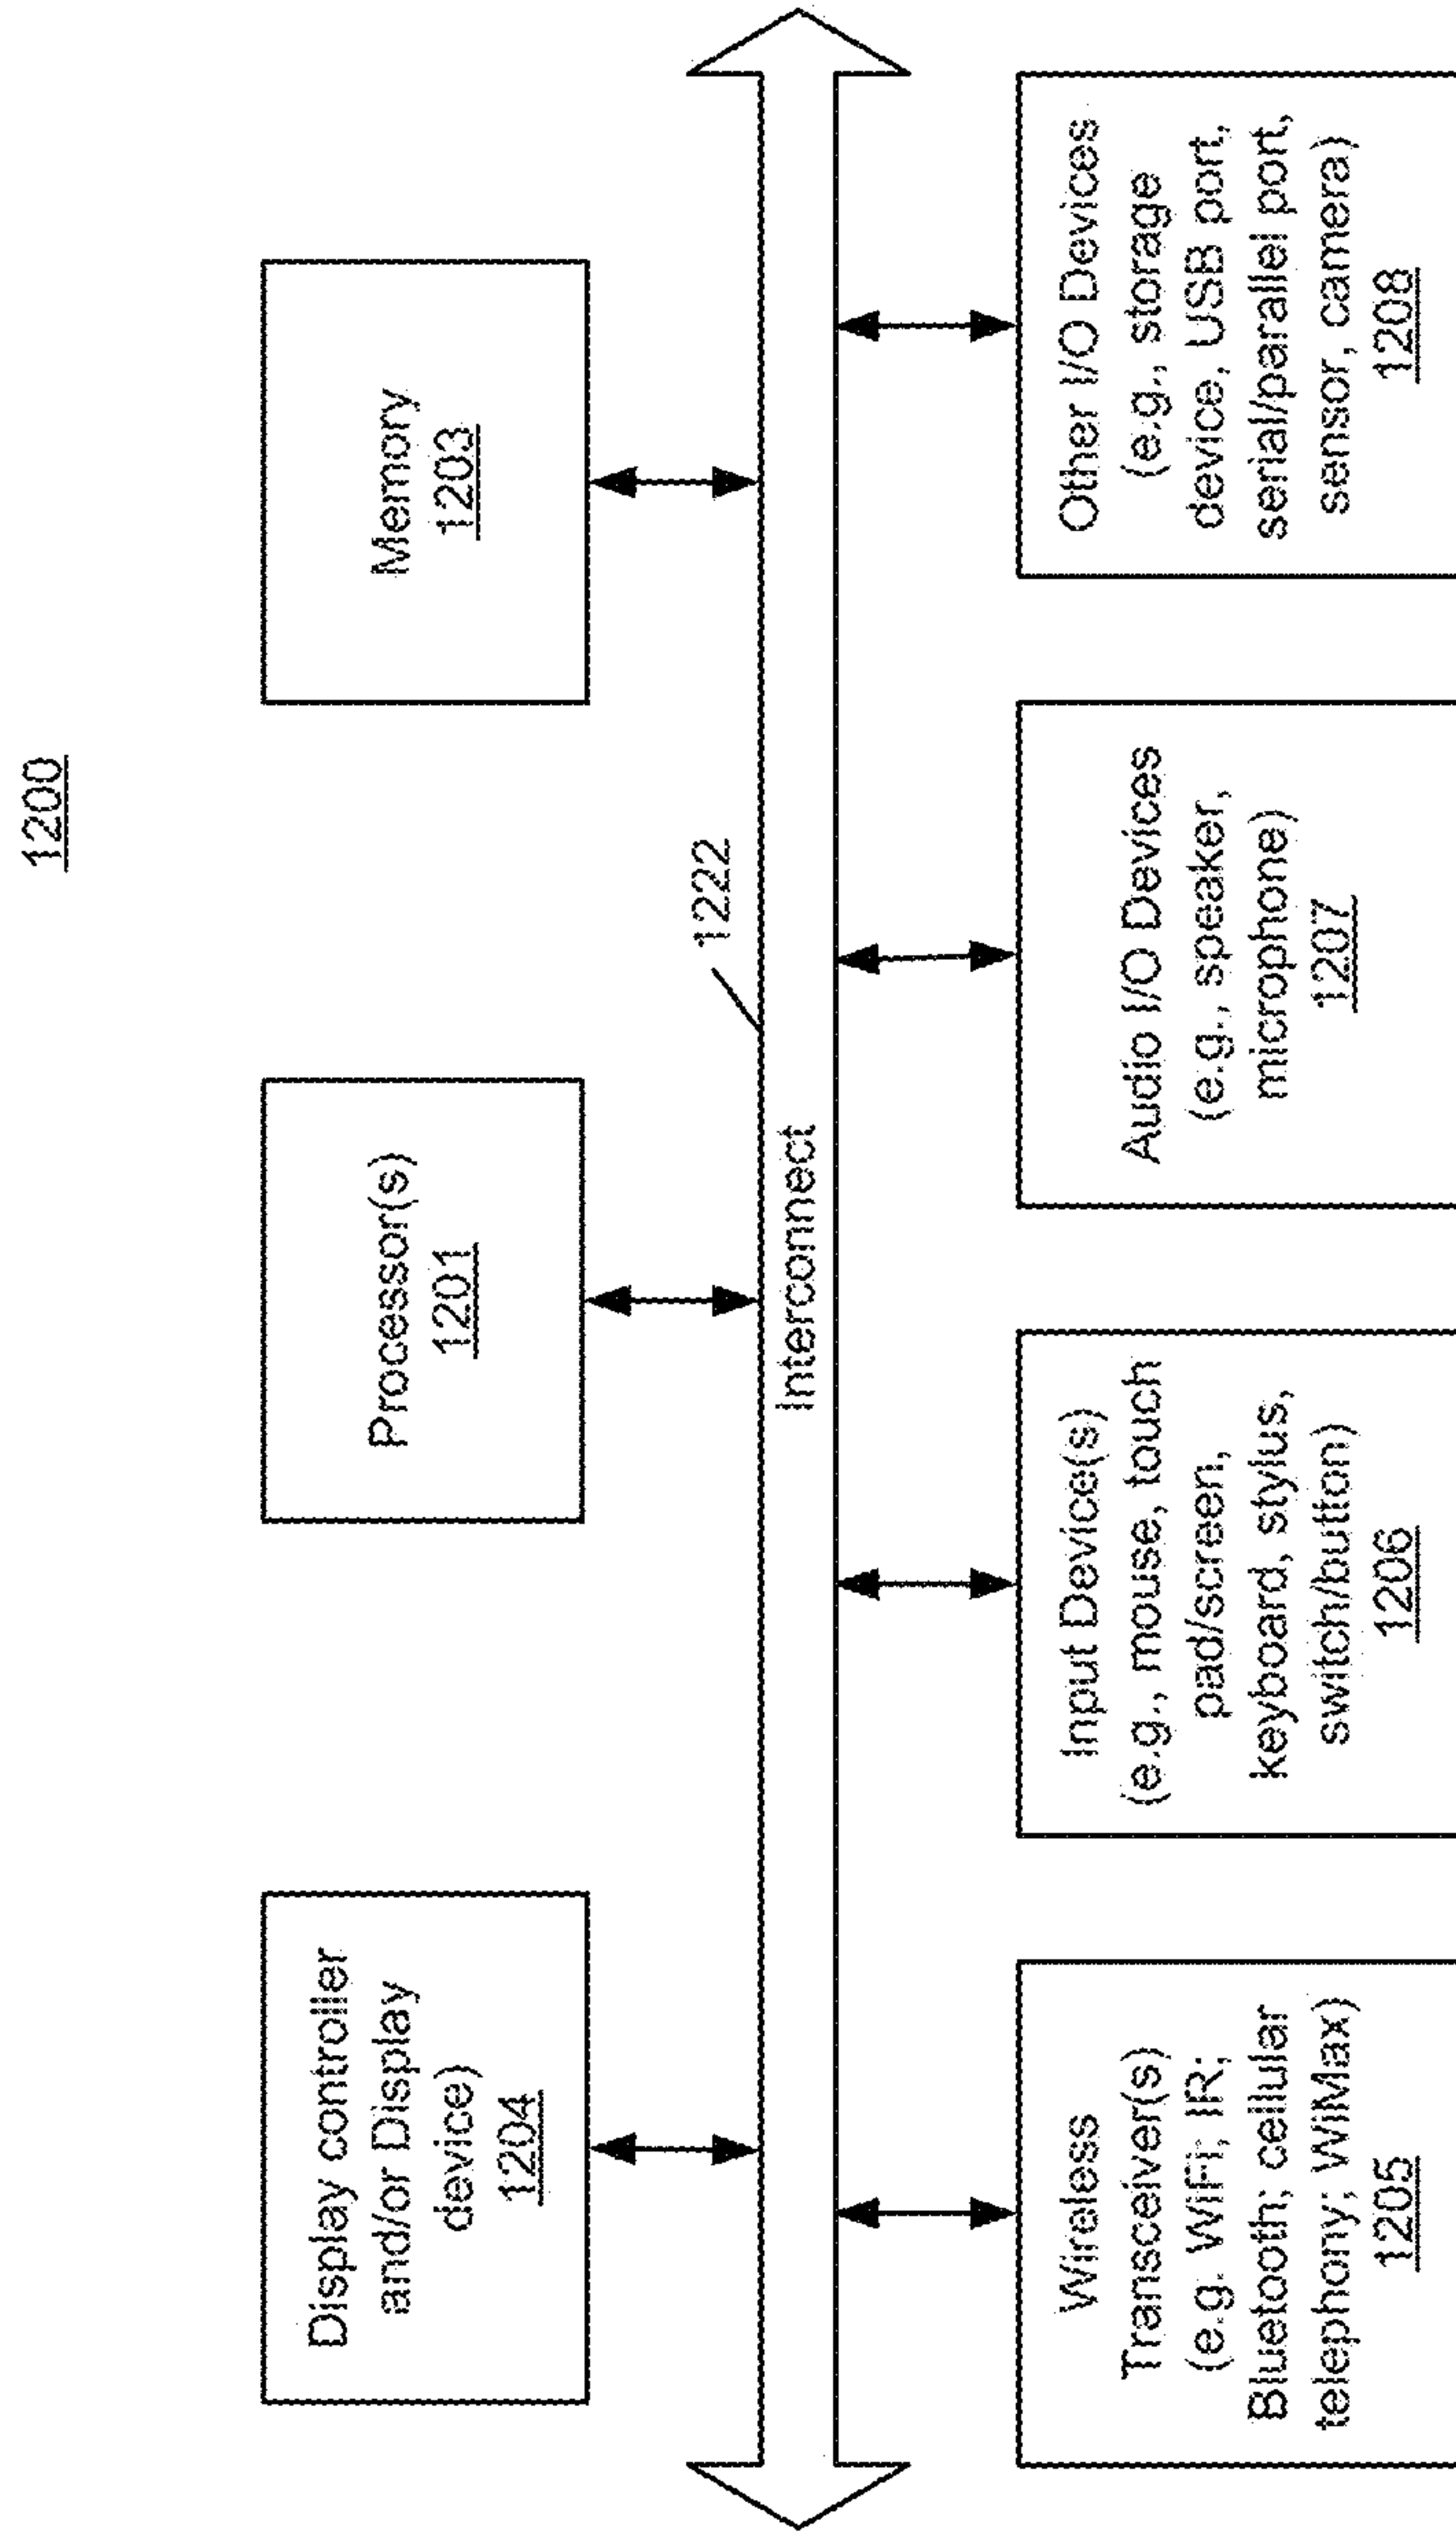 1200
Display controller
and/or Display
device)
1204
Processor(s)
1201
Memory
1203
1222
Interconnect
Wireless
Transceiver(s)
(e.g. WiFi; IR;
Bluetooth; cellular
telephony; WiMax)
1205
Input Device(s)
(e.g., mouse, touch
pad/screen,
keyboard, stylus,
switch/button)
1206
Audio I/O Devices
(e.g., speaker,
microphone)
1207
Other I/O Devices
(e.g., storage
device, USB port,
serial/parallel port,
sensor, camera)
1208